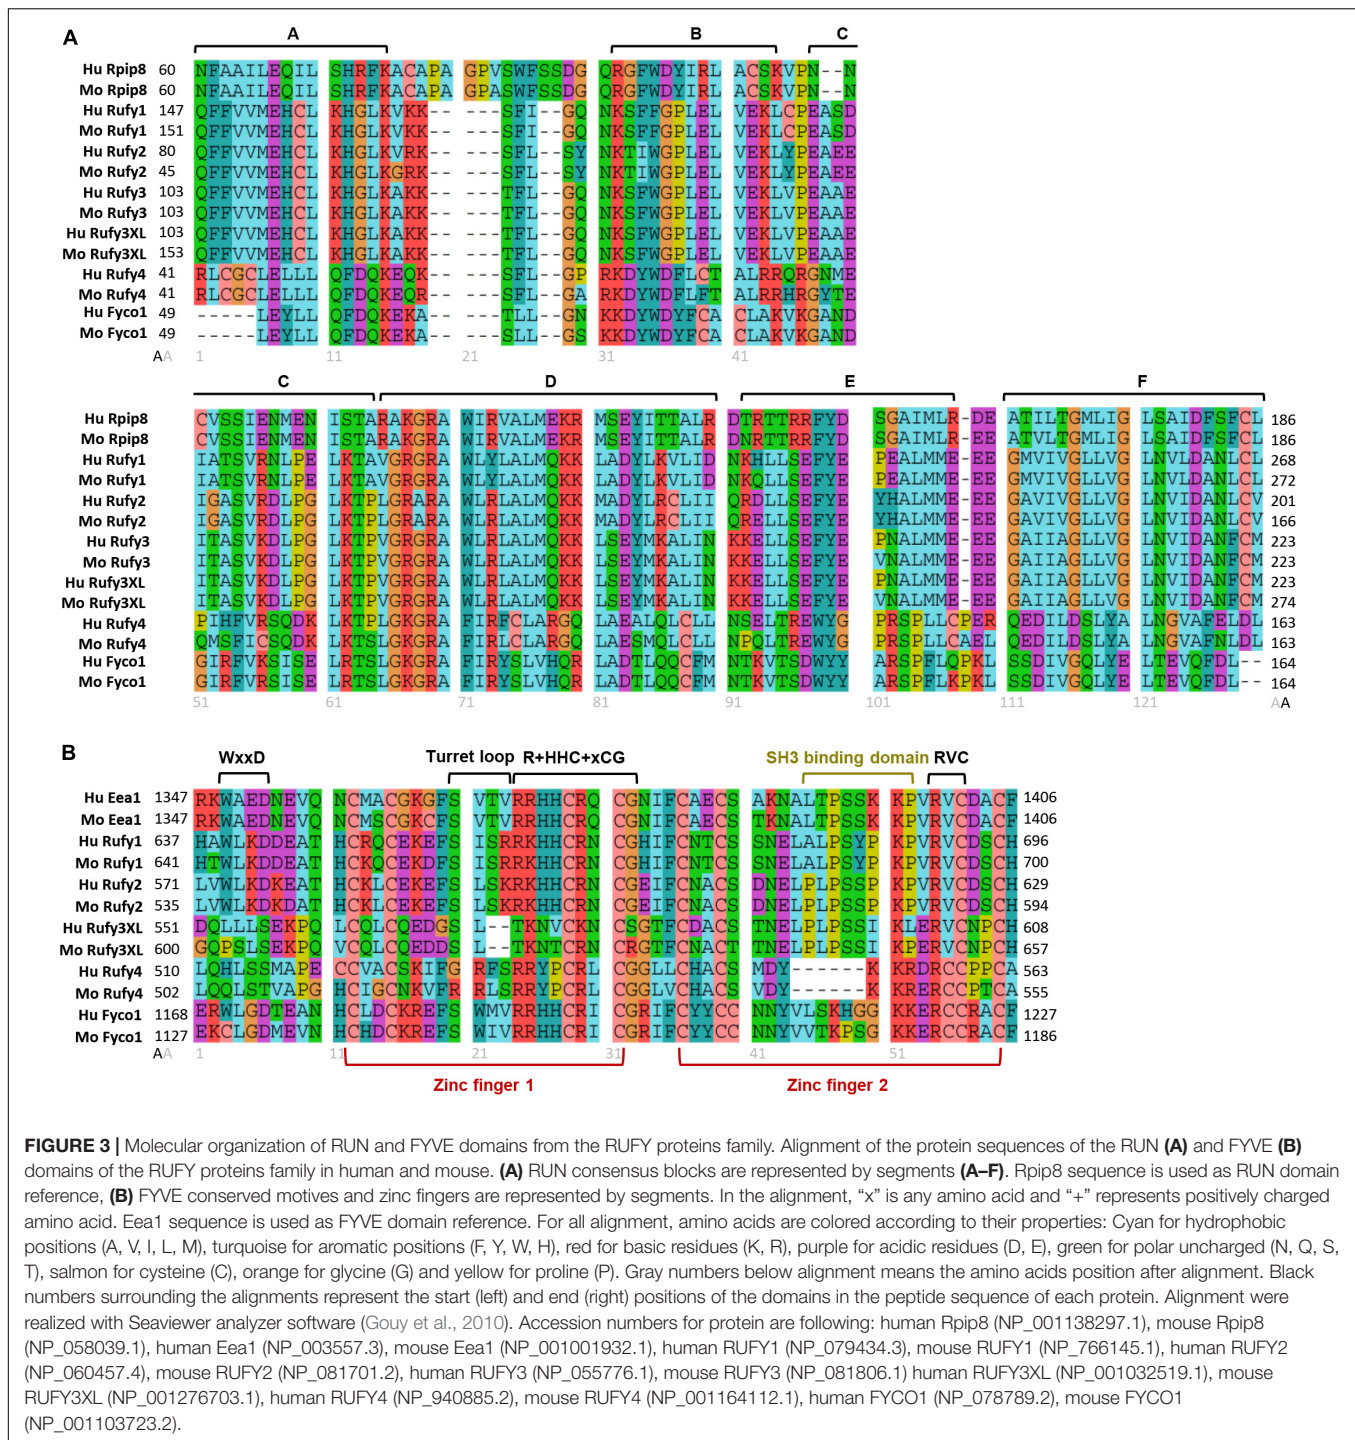 A
A B C
Hu Rpip8 60 NFAAILEQIL SHRFKACAPA GPVSWFSSDG QRGFWDYIRL ACSKVPN--N
Mo Rpip8 60 NFAAILEQIL SHRFKACAPA GPASWFSSDG QRGFWDYIRL ACSKVPN--N
Hu Rufy1 147 QFFVVMEHCL KHGLKVKK-- ---SFI--GQ NKSFFGPLEL VEKLCPEASD
Mo Rufy1 151 QFFVVMEHCL KHGLKVKK-- ---SFI--GQ NKSFFGPLEL VEKLCPEASD
Hu Rufy2 80 QFFVVMEHCL KHGLKVRK-- ---SFL--SY NKTIWGPLEL VEKLYPEAEE
Mo Rufy2 45 QFFVVMEHCL KHGLKGRK-- ---SFL--SY NKTIWGPLEL VEKLYPEAEE
Hu Rufy3 103 QFFVVMEHCL KHGLKAKK-- ---TFL--GQ NKSFWGPLEL VEKLVPEAAE
Mo Rufy3 103 QFFVVMEHCL KHGLKAKK-- ---TFL--GQ NKSFWGPLEL VEKLVPEAAE
Hu Rufy3XL 103 QFFVVMEHCL KHGLKAKK-- ---TFL--GQ NKSFWGPLEL VEKLVPEAAE
Mo Rufy3XL 153 QFFVVMEHCL KHGLKAKK-- ---TFL--GQ NKSFWGPLEL VEKLVPEAAE
Hu Rufy4 41 RLCGCLELLL QFDQKEQK-- ---SFL--GP RKDYWDFLCT ALRRQRGNME
Mo Rufy4 41 RLCGCLELLL QFDQKEQR-- ---SFL--GA RKDYWDFLFT ALRRHRGYTE
Hu Fyco1 49 -----LEYLL QFDQKEKA-- ---TLL--GN KKDYWDYFCA CLAKVKGAND
Mo Fyco1 49 -----LEYLL QFDQKEKA-- ---SLL--GS KKDYWDYFCA CLAKVKGAND
AA 1 11 21 31 41
C D E F
Hu Rpip8 CVSSIENMEN ISTARAKGRA WIRVALMEKR MSEYITTALR DTRTTRRFYD SGAIMLR-DE ATILTGMLIG LSAIDFSFCL 186
Mo Rpip8 CVSSIENMEN ISTARAKGRA WIRVALMEKR MSEYITTALR DNRTTRRFYD SGAIMLR-EE ATVLTGMLIG LSAIDFSFCL 186
Hu Rufy1 IATSVRNLPE LKTAVGRGRA WLYLALMQKK LADYLKVLID NKHLLSEFYE PEALMME-EE GMVIVGLLVG LNVLDANLCL 268
Mo Rufy1 IATSVRNLPE LKTAVGRGRA WLYLALMQKK LADYLKVLID NKQLLSEFYE PEALMME-EE GMVIVGLLVG LNVLDANLCL 272
Hu Rufy2 IGASVRDLPG LKTPLGRARA WLRLALMQKK MADYLRCLII QRDLLSEFYE YHALMME-EE GAVIVGLLVG LNVIDANLCV 201
Mo Rufy2 IGASVRDLPG LKTPLGRARA WLRLALMQKK MADYLRCLII QRELLSEFYE YHALMME-EE GAVIVGLLVG LNVIDANLCV 166
Hu Rufy3 ITASVKDLPG LKTPVGRGRA WLRLALMQKK LSEYMKALIN KKELLSEFYE PNALMME-EE GAIIAGLLVG LNVIDANFCM 223
Mo Rufy3 ITASVKDLPG LKTPVGRGRA WLRLALMQKK LSEYMKALIN KKELLSEFYE VNALMME-EE GAIIAGLLVG LNVIDANFCM 223
Hu Rufy3XL ITASVKDLPG LKTPVGRGRA WLRLALMQKK LSEYMKALIN KKELLSEFYE PNALMME-EE GAIIAGLLVG LNVIDANFCM 223
Mo Rufy3XL ITASVKDLPG LKTPVGRGRA WLRLALMQKK LSEYMKALIN KKELLSEFYE VNALMME-EE GAIIAGLLVG LNVIDANFCM 274
Hu Rufy4 PIHFVRSQDK LKTPLGKGRA FIRFCLARGQ LAEALQLCLL NSELTREWYG PRSPLLCPER QEDILDSLYA LNGVAFELDL 163
Mo Rufy4 QMSFICSQDK LKTSLGKGRA FIRLCLARGQ LAESMQLCLL NPQLTREWYG PRSPLLCAEL QEDILDSLYA LNGVAFNLDL 163
Hu Fyco1 GIRFVKSISE LRTSLGKGRA FIRYSLVHQR LADTLQQCFM NTKVTSDWYY ARSPFLQPKL SSDIVGQLYE LTEVQFDL-- 164
Mo Fyco1 GIRFVRSISE LRTSLGKGRA FIRYSLVHQR LADTLQQCFM NTKVTSDWYY ARSPFLKPKL SSDIVGQLYE LTEVQFDL-- 164
51 61 71 81 91 101 111 121 AA
B
WxxD Turret loop R+HHC+xCG SH3 binding domain RVC
Hu Eea1 1347 RKWAEDNEVQ NCMACGKGFS VTVRRHHCRQ CGNIFCAECS AKNALTPSSK KPVRVCDACF 1406
Mo Eea1 1347 RKWAEDNEVQ NCMSCGKCFS VTVRRHHCRQ CGNIFCAECS TKNALTPSSK KPVRVCDACF 1406
Hu Rufy1 637 HAWLKDDEAT HCRQCEKEFS ISRRKHHCRN CGHIFCNTCS SNELALPSYP KPVRVCDSCH 696
Mo Rufy1 641 HTWLKDDEAT HCKQCEKDFS ISRRKHHCRN CGHIFCNTCS SNELALPSYP KPVRVCDSCH 700
Hu Rufy2 571 LVWLKDKEAT HCKLCEKEFS LSKRKHHCRN CGEIFCNACS DNELPLPSSP KPVRVCDSCH 629
Mo Rufy2 535 LVWLKDKDAT HCKLCEKEFS LSKRKHHCRN CGEIFCNACS DNELPLPSSP KPVRVCDSCH 594
Hu Rufy3XL 551 DQLLLSEKPQ LCQLCQEDGS L--TKNVCKN CSGTFCDACS TNELPLPSSI KLERVCNPCH 608
Mo Rufy3XL 600 GQPSLSEKPQ VCQLCQEDDS L--TKNTCRN CRGTFCNACT TNELPLPSSI KPERVCNPCH 657
Hu Rufy4 510 LQHLSSMAPE CCVACSKIFG RFSRRYPCRL CGGLLCHACS MDY------K KRDRCCPPCA 563
Mo Rufy4 502 LQQLSTVAPG HCIGCNKVFR RLSRRYPCRL CGGLVCHACS VDY------K KRERCCPTCA 555
Hu Fyco1 1168 ERWLGDTEAN HCLDCKREFS WMVRRHHCRI CGRIFCYYCC NNYVLSKHGG KKERCCRACF 1227
Mo Fyco1 1127 EKCLGDMEVN HCHDCKREFS WIVRRHHCRI CGRIFCYYCC NNYVVTKPSG KKERCCRACF 1186
AA 1 11 21 31 41 51
Zinc finger 1 Zinc finger 2
FIGURE 3 | Molecular organization of RUN and FYVE domains from the RUFY proteins family. Alignment of the protein sequences of the RUN (A) and FYVE (B)
domains of the RUFY proteins family in human and mouse. (A) RUN consensus blocks are represented by segments (A–F). Rpip8 sequence is used as RUN domain
reference, (B) FYVE conserved motives and zinc fingers are represented by segments. In the alignment, “x” is any amino acid and “+” represents positively charged
amino acid. Eea1 sequence is used as FYVE domain reference. For all alignment, amino acids are colored according to their properties: Cyan for hydrophobic
positions (A, V, I, L, M), turquoise for aromatic positions (F, Y, W, H), red for basic residues (K, R), purple for acidic residues (D, E), green for polar uncharged (N, Q, S,
T), salmon for cysteine (C), orange for glycine (G) and yellow for proline (P). Gray numbers below alignment means the amino acids position after alignment. Black
numbers surrounding the alignments represent the start (left) and end (right) positions of the domains in the peptide sequence of each protein. Alignment were
realized with Seaviewer analyzer software (Gouy et al., 2010). Accession numbers for protein are following: human Rpip8 (NP_001138297.1), mouse Rpip8
(NP_058039.1), human Eea1 (NP_003557.3), mouse Eea1 (NP_001001932.1), human RUFY1 (NP_079434.3), mouse RUFY1 (NP_766145.1), human RUFY2
(NP_060457.4), mouse RUFY2 (NP_081701.2), human RUFY3 (NP_055776.1), mouse RUFY3 (NP_081806.1) human RUFY3XL (NP_001032519.1), mouse
RUFY3XL (NP_001276703.1), human RUFY4 (NP_940885.2), mouse RUFY4 (NP_001164112.1), human FYCO1 (NP_078789.2), mouse FYCO1
(NP_001103723.2).